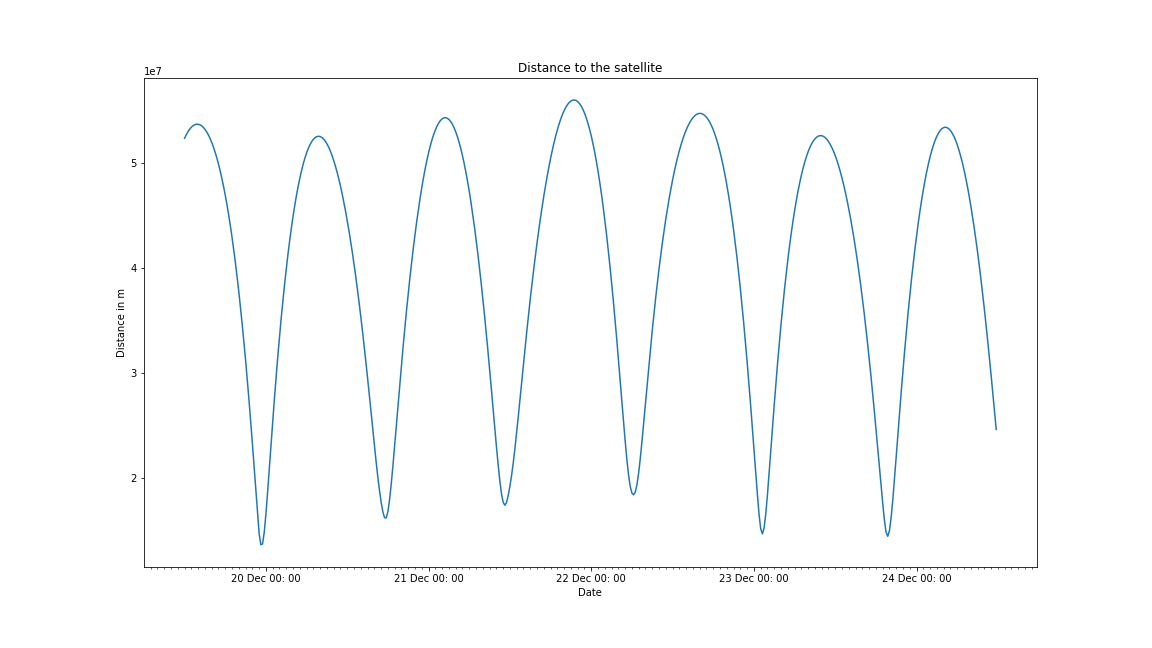 Distance to the satellite
1e7
5
4
3
2
Distance in m
20 Dec 00: 00
21 Dec 00: 00
22 Dec 00: 00
23 Dec 00: 00
24 Dec 00: 00
Date